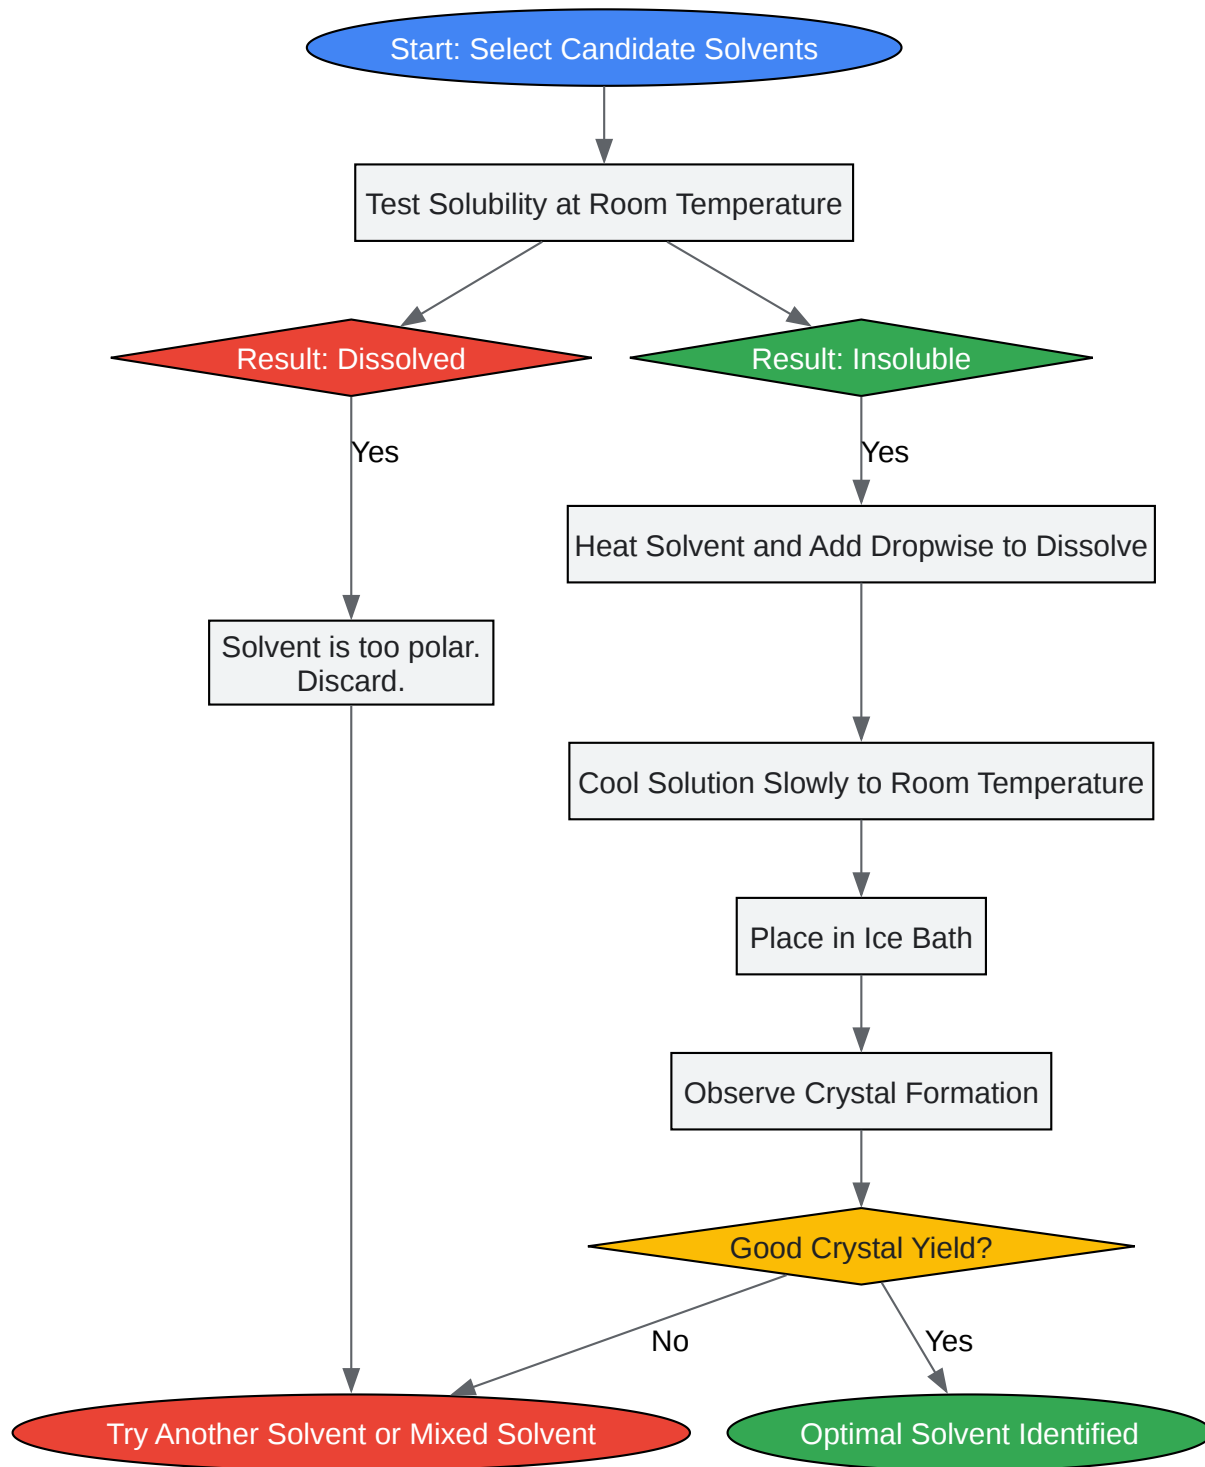 Start: Select Candidate Solvents
Test Solubility at Room Temperature
Result: Dissolved
Result: Insoluble
Yes
Yes
Heat Solvent and Add Dropwise to Dissolve
Solvent is too polar.
Discard.
Cool Solution Slowly to Room Temperature
Place in Ice Bath
Observe Crystal Formation
Good Crystal Yield?
No
Yes
Try Another Solvent or Mixed Solvent
Optimal Solvent Identified